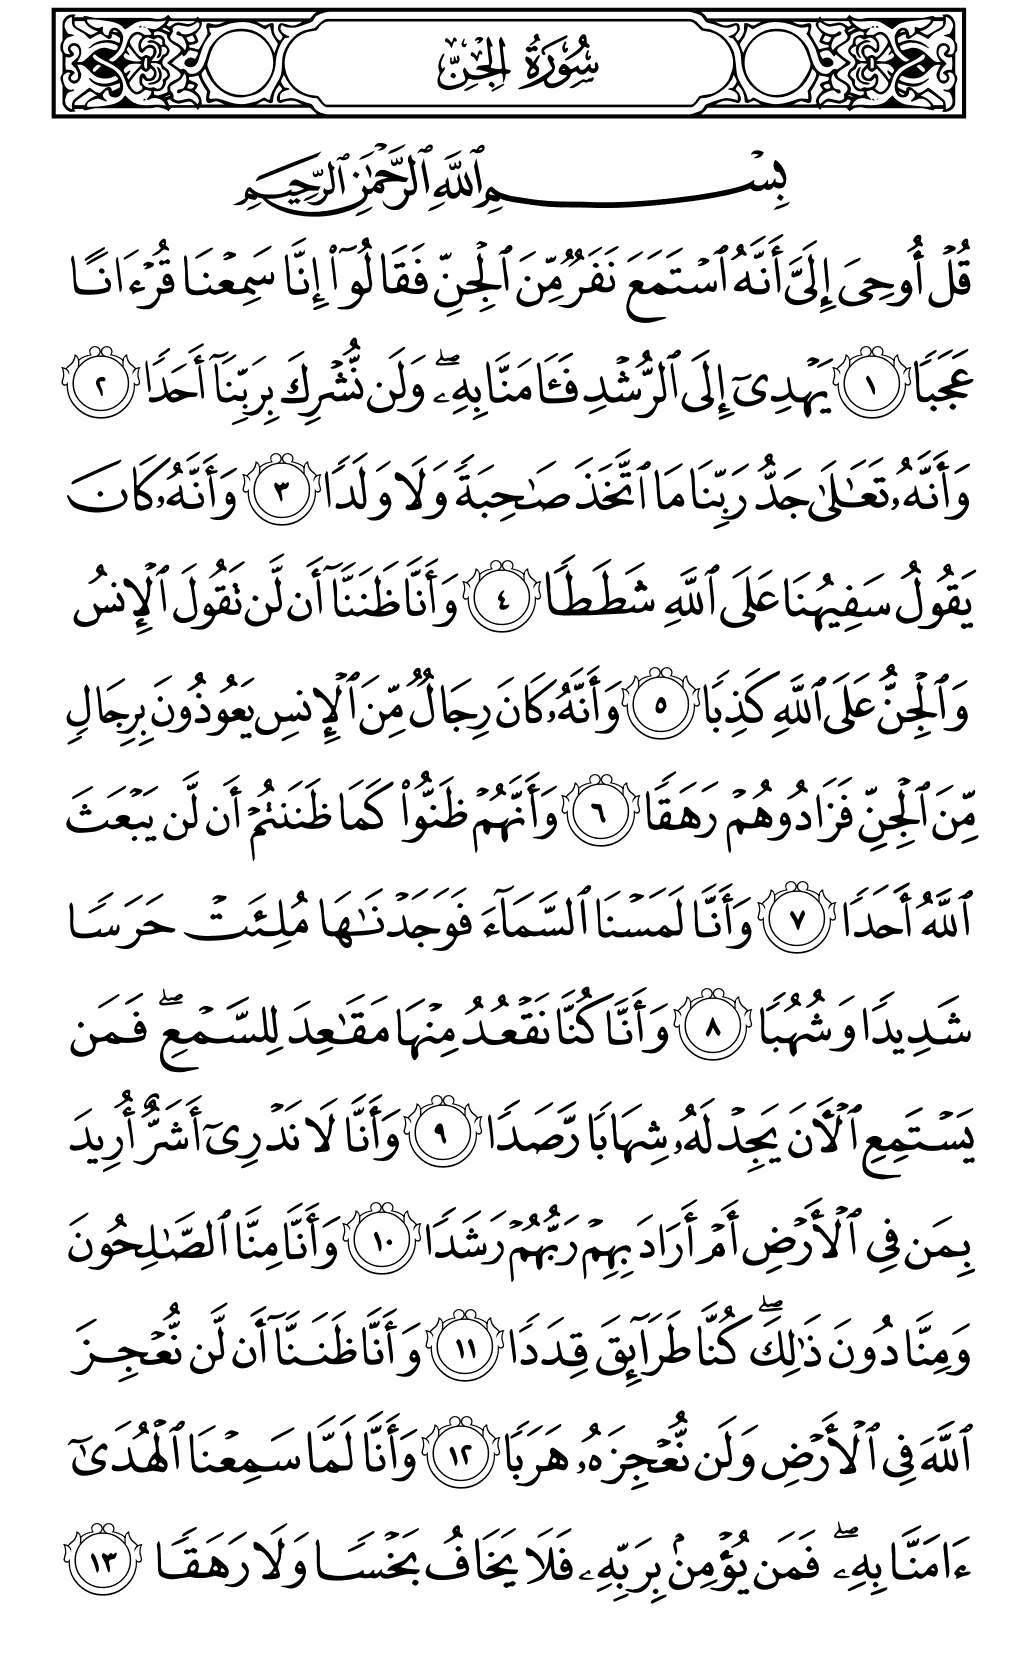 سُورَةُ الجِنّ
بِسْمِ ٱللَّهِ ٱلرَّحْمَٰنِ ٱلرَّحِيمِ
قُلْ أُوحِىَ إِلَىَّ أَنَّهُ ٱسْتَمَعَ نَفَرٌ مِّنَ ٱلْجِنِّ فَقَالُوٓا۟ إِنَّا سَمِعْنَا قُرْءَانًا
عَجَبًا ١ يَهْدِىٓ إِلَى ٱلرُّشْدِ فَـَٔامَنَّا بِهِۦ ۖ وَلَن نُّشْرِكَ بِرَبِّنَآ أَحَدًا ٢
وَأَنَّهُۥ تَعَٰلَىٰ جَدُّ رَبِّنَا مَا ٱتَّخَذَ صَٰحِبَةً وَلَا وَلَدًا ٣ وَأَنَّهُۥ كَانَ
يَقُولُ سَفِيهُنَا عَلَى ٱللَّهِ شَطَطًا ٤ وَأَنَّا ظَنَنَّآ أَن لَّن تَقُولَ ٱلْإِنسُ
وَٱلْجِنُّ عَلَى ٱللَّهِ كَذِبًا ٥ وَأَنَّهُۥ كَانَ رِجَالٌ مِّنَ ٱلْإِنسِ يَعُوذُونَ بِرِجَالٍ
مِّنَ ٱلْجِنِّ فَزَادُوهُمْ رَهَقًا ٦ وَأَنَّهُمْ ظَنُّوا۟ كَمَا ظَنَنتُمْ أَن لَّن يَبْعَثَ
ٱللَّهُ أَحَدًا ٧ وَأَنَّا لَمَسْنَا ٱلسَّمَآءَ فَوَجَدْنَٰهَا مُلِئَتْ حَرَسًا
شَدِيدًا وَشُهُبًا ٨ وَأَنَّا كُنَّا نَقْعُدُ مِنْهَا مَقَٰعِدَ لِلسَّمْعِ ۖ فَمَن
يَسْتَمِعِ ٱلْـَٔانَ يَجِدْ لَهُۥ شِهَابًا رَّصَدًا ٩ وَأَنَّا لَا نَدْرِىٓ أَشَرٌّ أُرِيدَ
بِمَن فِى ٱلْأَرْضِ أَمْ أَرَادَ بِهِمْ رَبُّهُمْ رَشَدًا ١٠ وَأَنَّا مِنَّا ٱلصَّٰلِحُونَ
وَمِنَّا دُونَ ذَٰلِكَ ۖ كُنَّا طَرَآئِقَ قِدَدًا ١١ وَأَنَّا ظَنَنَّآ أَن لَّن نُّعْجِزَ
ٱللَّهَ فِى ٱلْأَرْضِ وَلَن نُّعْجِزَهُۥ هَرَبًا ١٢ وَأَنَّا لَمَّا سَمِعْنَا ٱلْهُدَىٰٓ
ءَامَنَّا بِهِۦ ۖ فَمَن يُؤْمِنۢ بِرَبِّهِۦ فَلَا يَخَافُ بَخْسًا وَلَا رَهَقًا ١٣